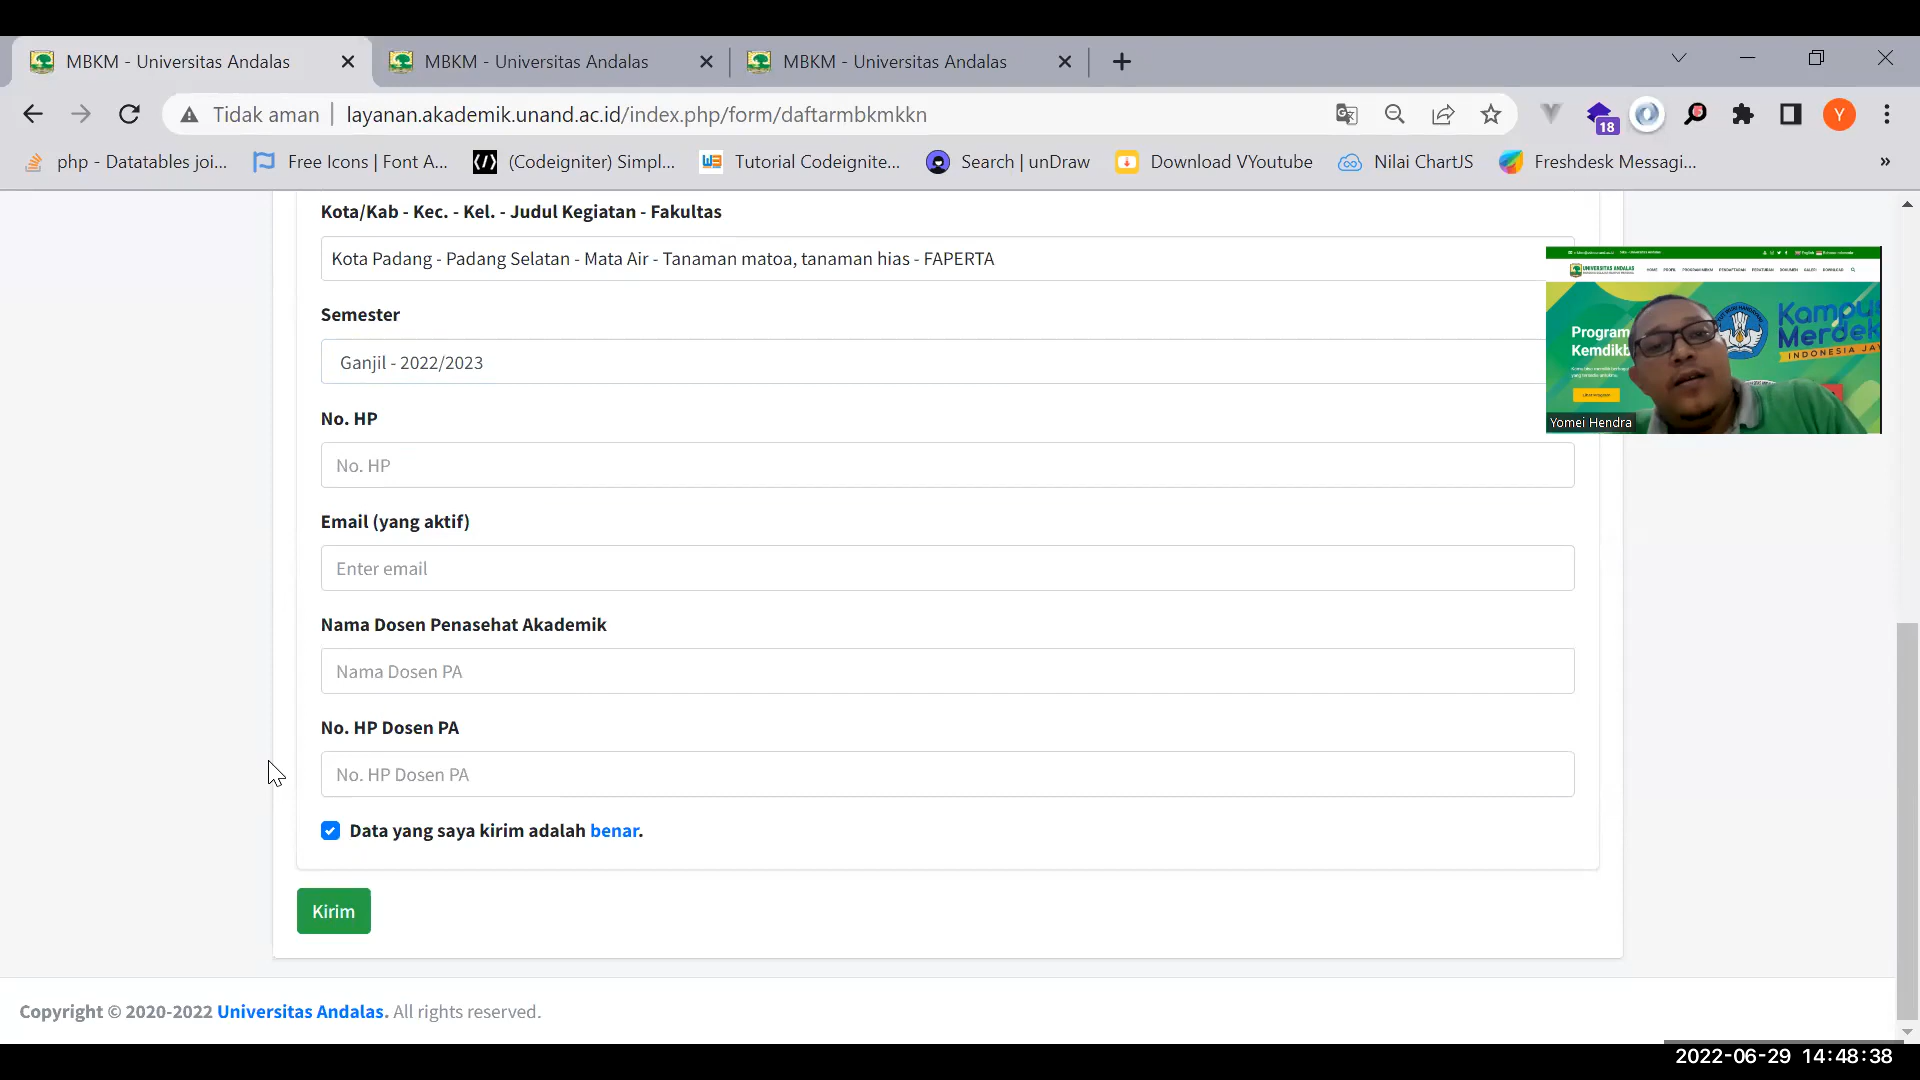 MBKM - Universitas Andalas
MBKM - Universitas Andalas
MBKM - Universitas Andalas
Tidak aman
layanan.akademik.unand.ac.id/index.php/form/daftarmbkmkkn
18
Y
php - Datatables joi...
Free Icons | Font A...
(Codeigniter) Simpl...
Tutorial Codeignite...
Search | unDraw
Download VYoutube
Nilai ChartJS
Freshdesk Messagi...
»
Kota/Kab - Kec. - Kel. - Judul Kegiatan - Fakultas
Kota Padang - Padang Selatan - Mata Air - Tanaman matoa, tanaman hias - FAPERTA
Semester
Ganjil - 2022/2023
No. HP
No. HP
Email (yang aktif)
Enter email
Nama Dosen Penasehat Akademik
Nama Dosen PA
No. HP Dosen PA
No. HP Dosen PA
Data yang saya kirim adalah benar.
Kirim
Copyright © 2020-2022 Universitas Andalas. All rights reserved.
UNIVERSITAS ANDALAS
Program
Kemdikb
Kampu
Merdek
INDONESIA JA
Yomei Hendra
2022-06-29 14:48:38